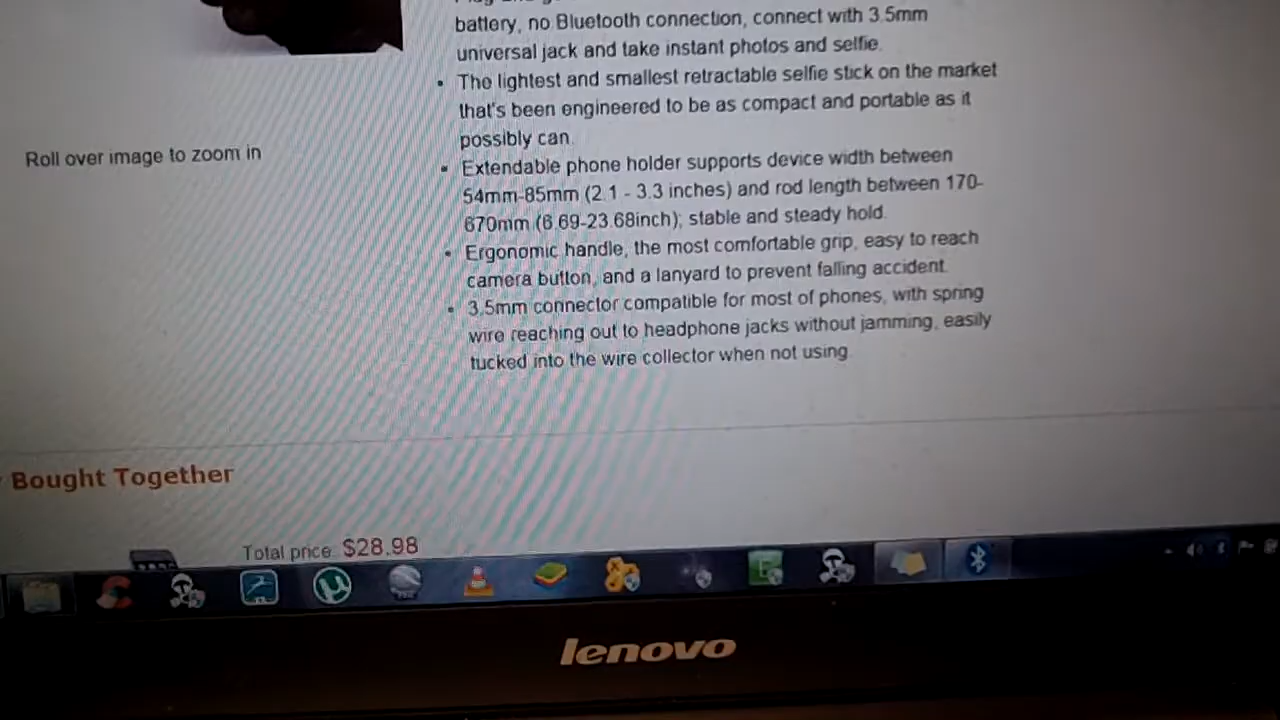 battery, no Bluetooth connection, connect with 3.5mm
universal jack and take instant photos and selfie.
• The lightest and smallest retractable selfie stick on the market
that's been engineered to be as compact and portable as it
possibly can.
Roll over image to zoom in
• Extendable phone holder supports device width between
54mm-85mm (2.1 - 3.3 inches) and rod length between 170-
670mm (6.69-23.68inch); stable and steady hold.
• Ergonomic handle, the most comfortable grip, easy to reach
camera button, and a lanyard to prevent falling accident.
• 3.5mm connector compatible for most of phones, with spring
wire reaching out to headphone jacks without jamming, easily
tucked into the wire collector when not using.
Bought Together
Total price: $28.98
lenovo